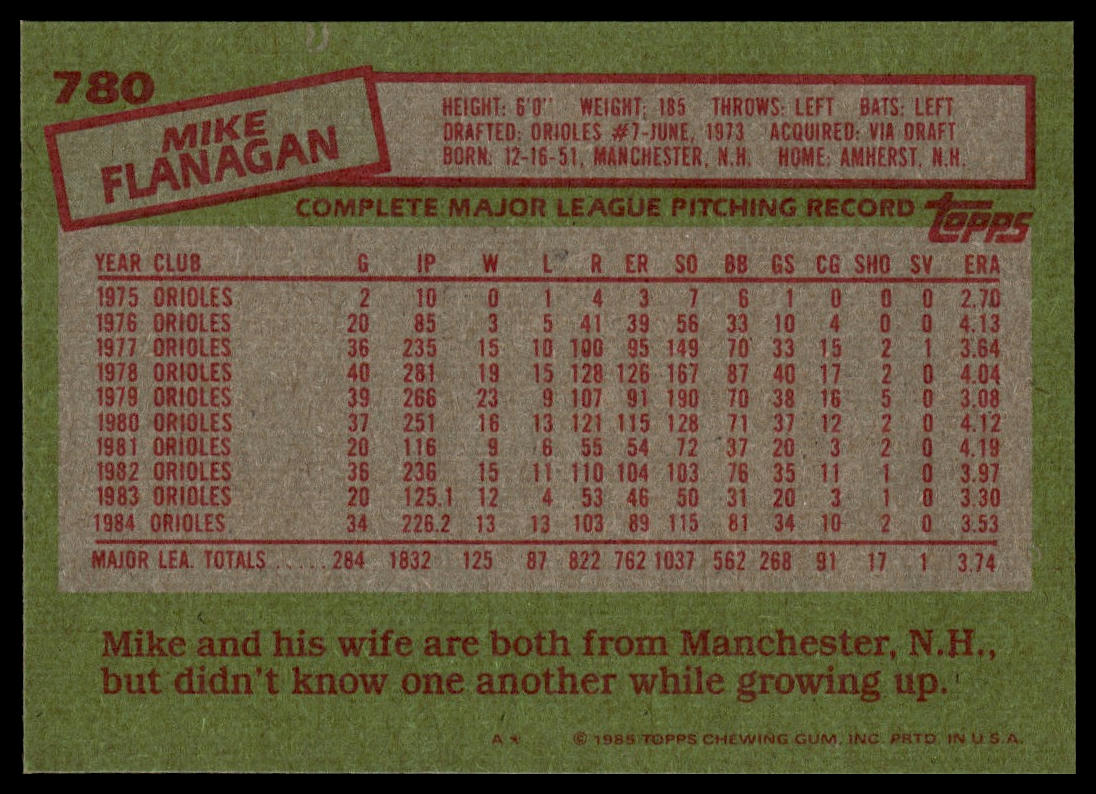 780
MIKE
FLANAGAN
HEIGHT: 6'0" WEIGHT: 185 THROWS: LEFT BATS: LEFT
DRAFTED: ORIOLES #7-JUNE, 1973 ACQUIRED: VIA DRAFT
BORN: 12-16-51, MANCHESTER, N.H. HOME: AMHERST, N.H.
COMPLETE MAJOR LEAGUE PITCHING RECORD topps
YEAR CLUB G IP W L R ER SO BB GS CG SHO SV ERA
1975 ORIOLES 2 10 0 1 4 3 7 6 1 0 0 0 2.70
1976 ORIOLES 20 85 3 5 41 39 56 33 10 4 0 0 4.13
1977 ORIOLES 36 235 15 10 100 95 149 70 33 15 2 1 3.64
1978 ORIOLES 40 281 19 15 128 126 167 87 40 17 2 0 4.04
1979 ORIOLES 39 266 23 9 107 91 190 70 38 16 5 0 3.08
1980 ORIOLES 37 251 16 13 121 115 128 71 37 12 2 0 4.12
1981 ORIOLES 20 116 9 6 55 54 72 37 20 3 2 0 4.19
1982 ORIOLES 36 236 15 11 110 104 103 76 35 11 1 0 3.97
1983 ORIOLES 20 125.1 12 4 53 46 50 31 20 3 1 0 3.30
1984 ORIOLES 34 226.2 13 13 103 89 115 81 34 10 2 0 3.53
MAJOR LEA. TOTALS ..... 284 1832 125 87 822 762 1037 562 268 91 17 1 3.74
Mike and his wife are both from Manchester, N.H.,
but didn't know one another while growing up.
A* © 1985 TOPPS CHEWING GUM, INC. PRTD. IN U.S.A.